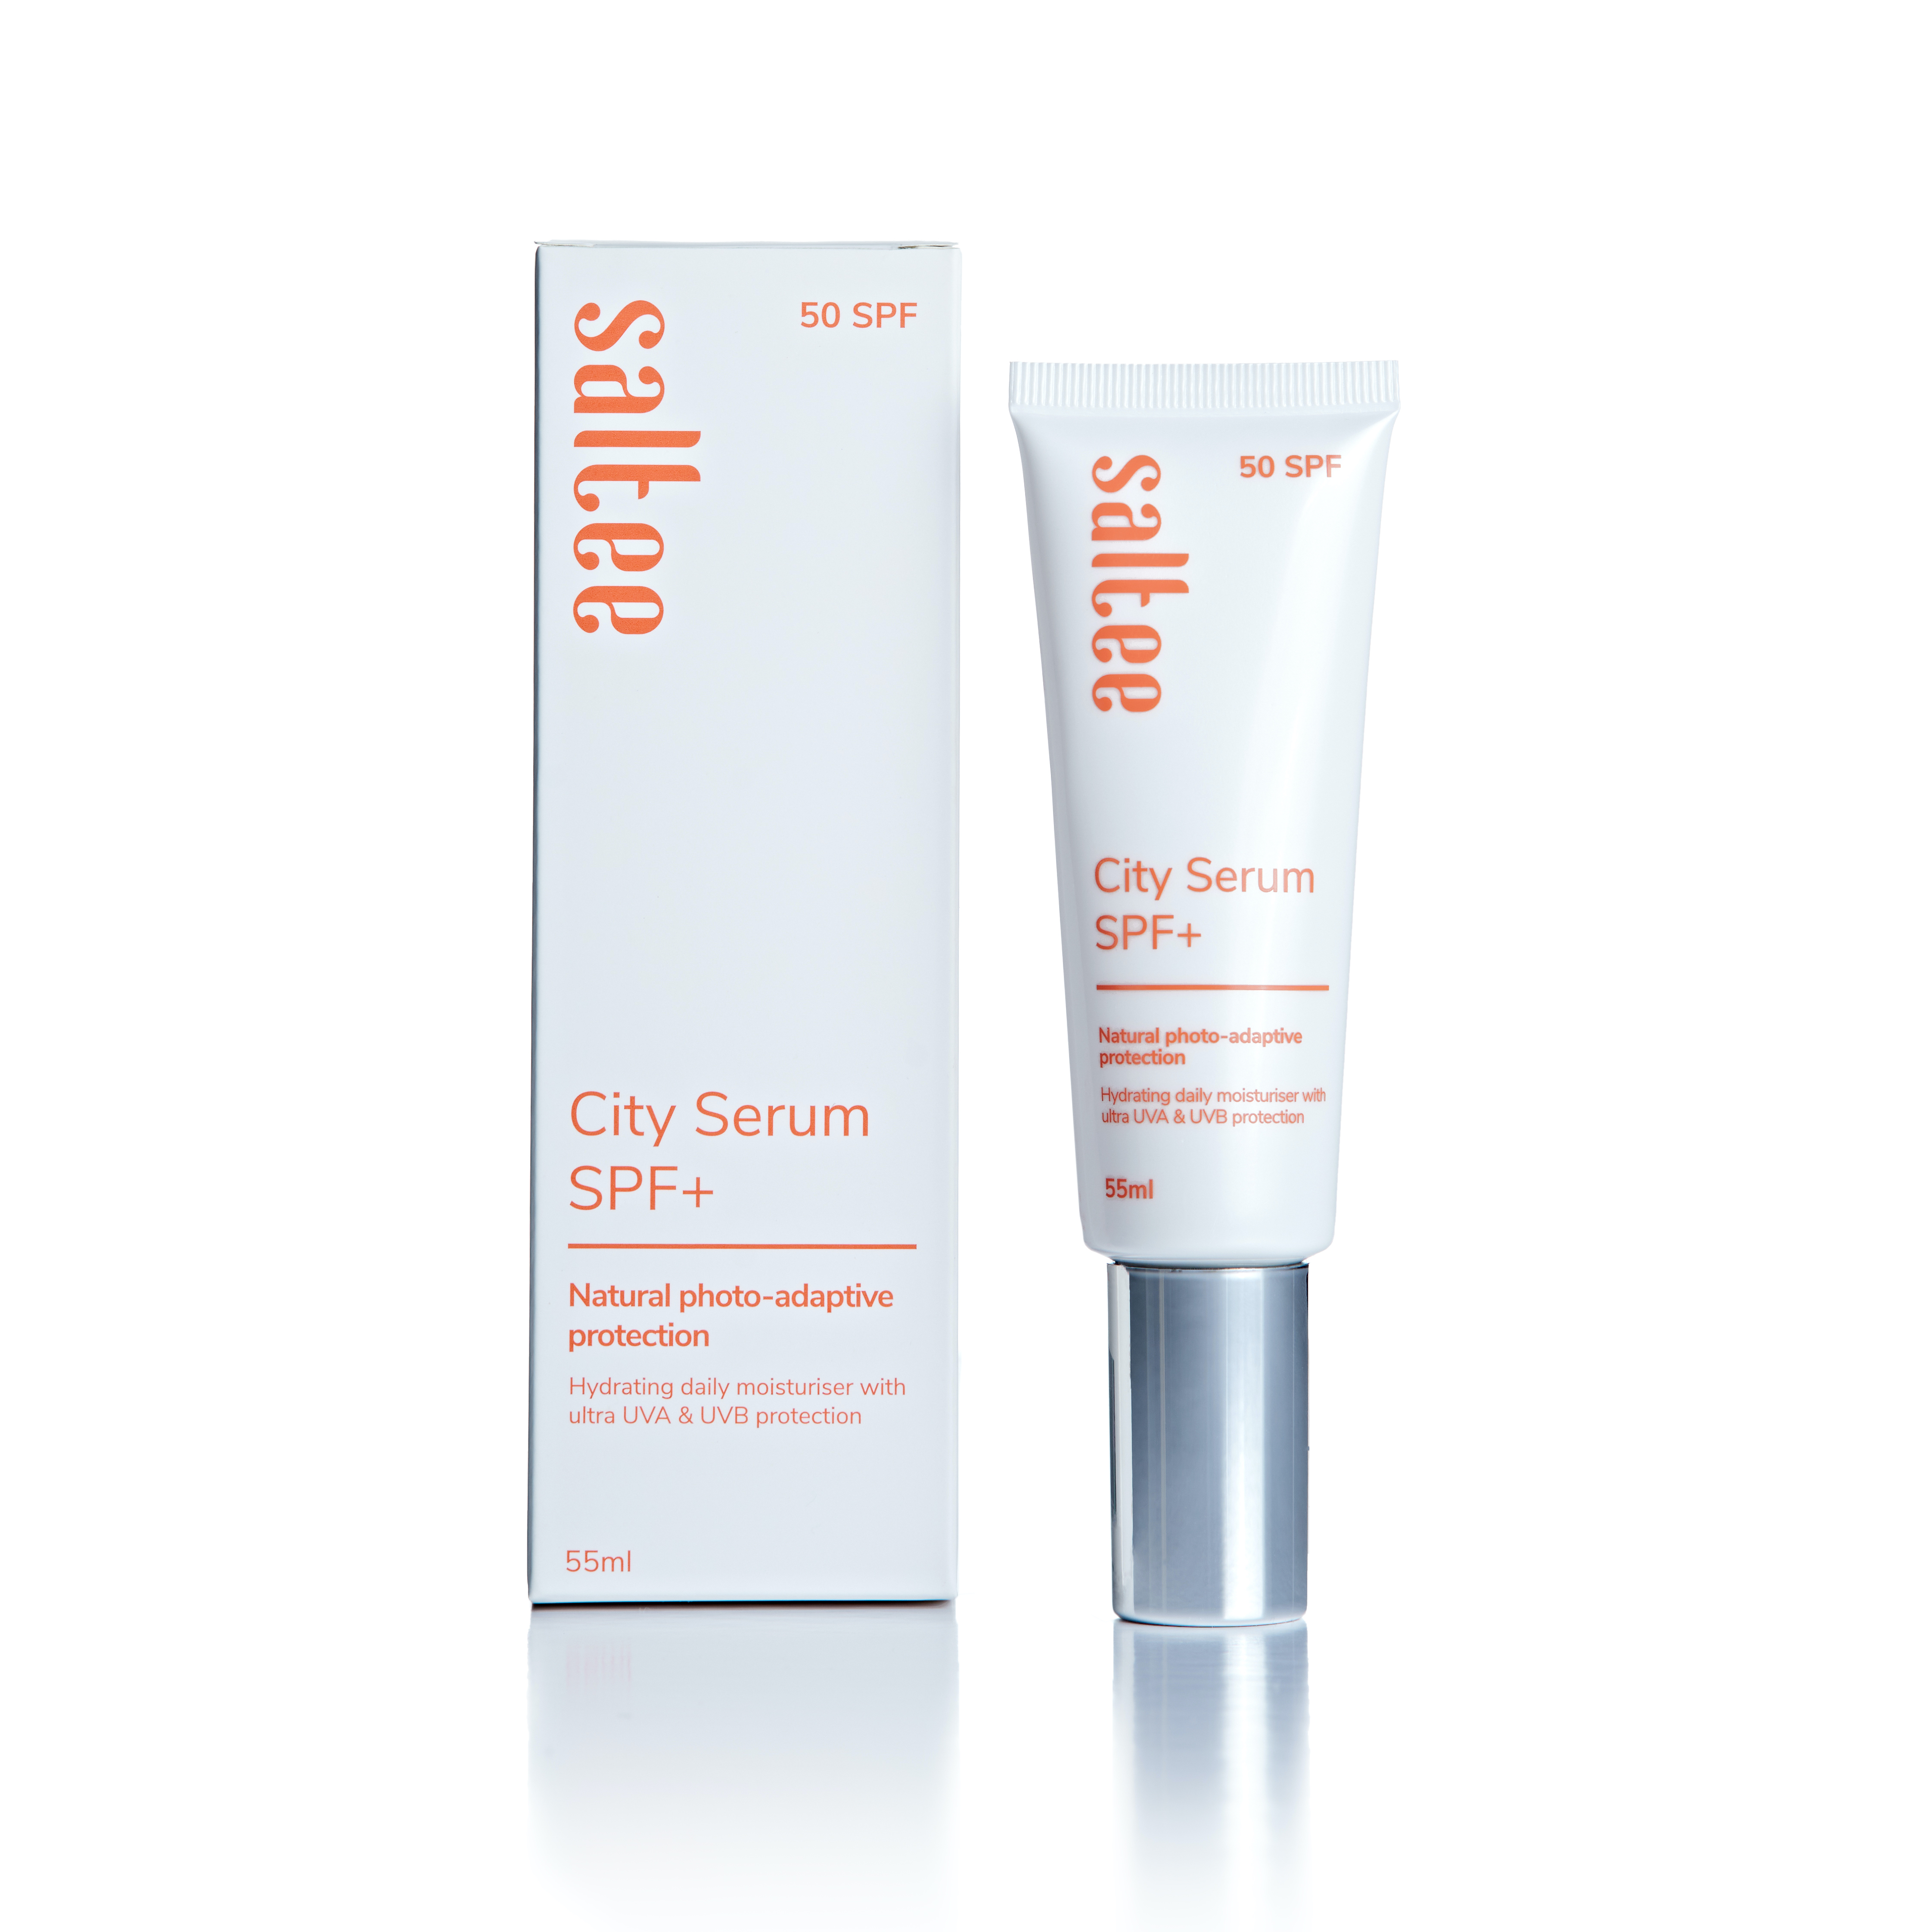 saltee
50 SPF
City Serum
SPF+
Natural photo-adaptive
protection
Hydrating daily moisturiser with
ultra UVA & UVB protection
55ml
saltee
50 SPF
City Serum
SPF+
Natural photo-adaptive
protection
Hydrating daily moisturiser with
ultra UVA & UVB protection
55ml